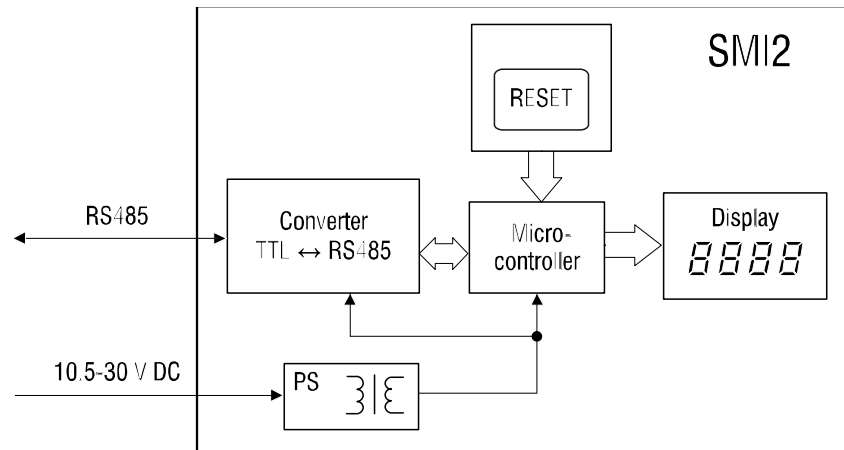 SMI2
RESET
RS485
Converter
TTL ↔ RS485
Micro-
controller
Display
8888
10.5-30 V DC
PS